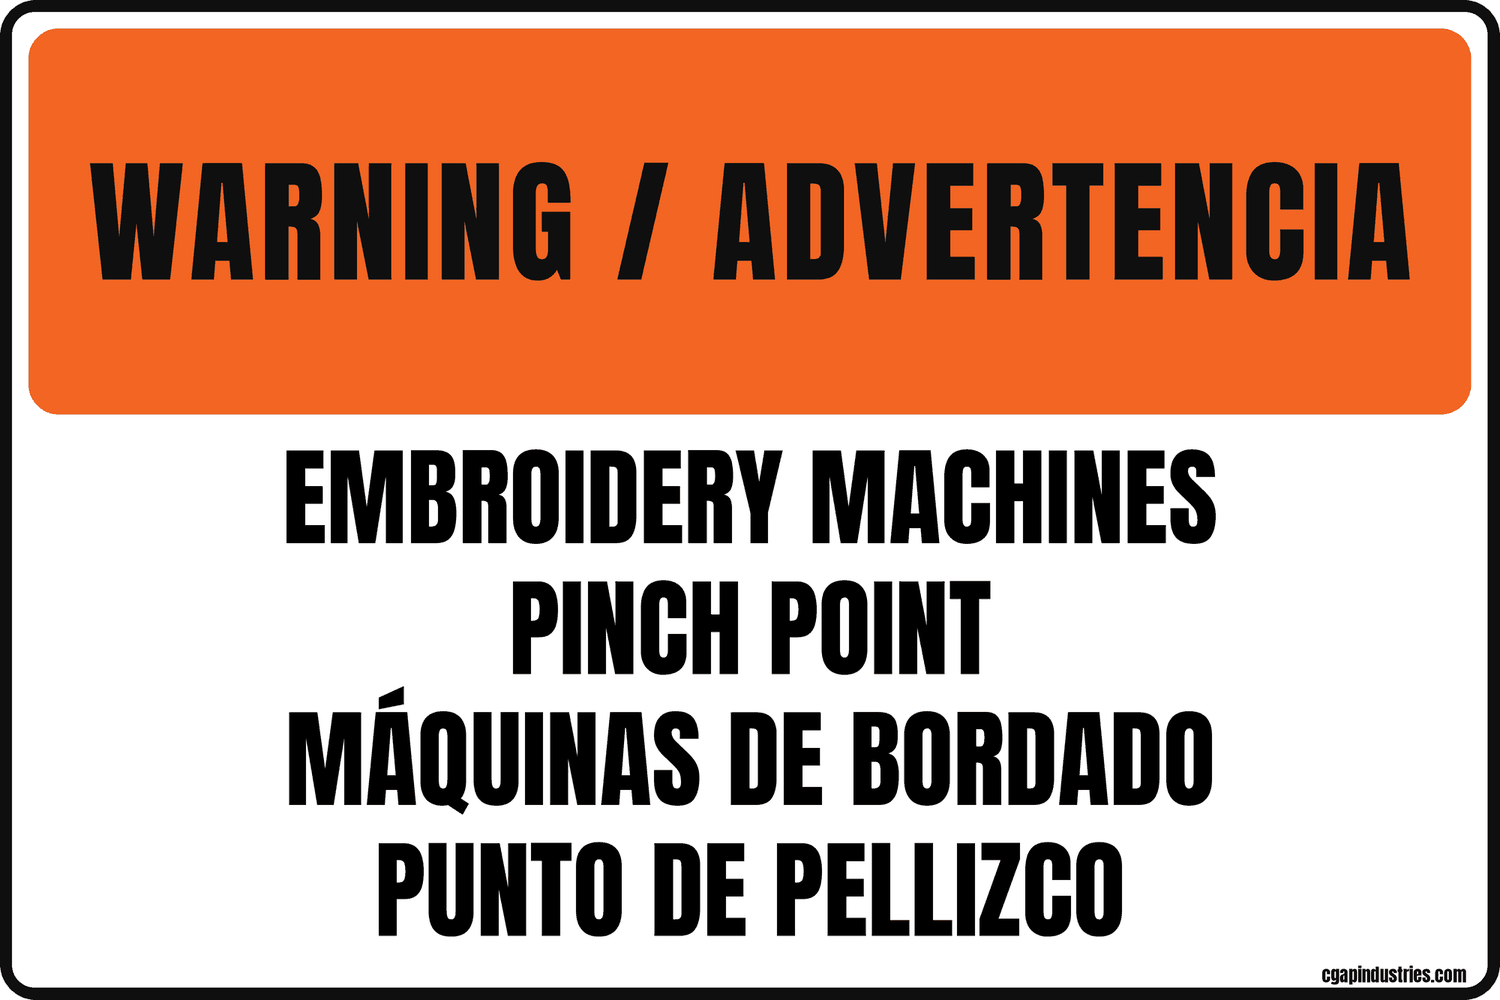 WARNING / ADVERTENCIA
EMBROIDERY MACHINES
PINCH POINT
MÁQUINAS DE BORDADO
PUNTO DE PELLIZCO
cgapindustries.com